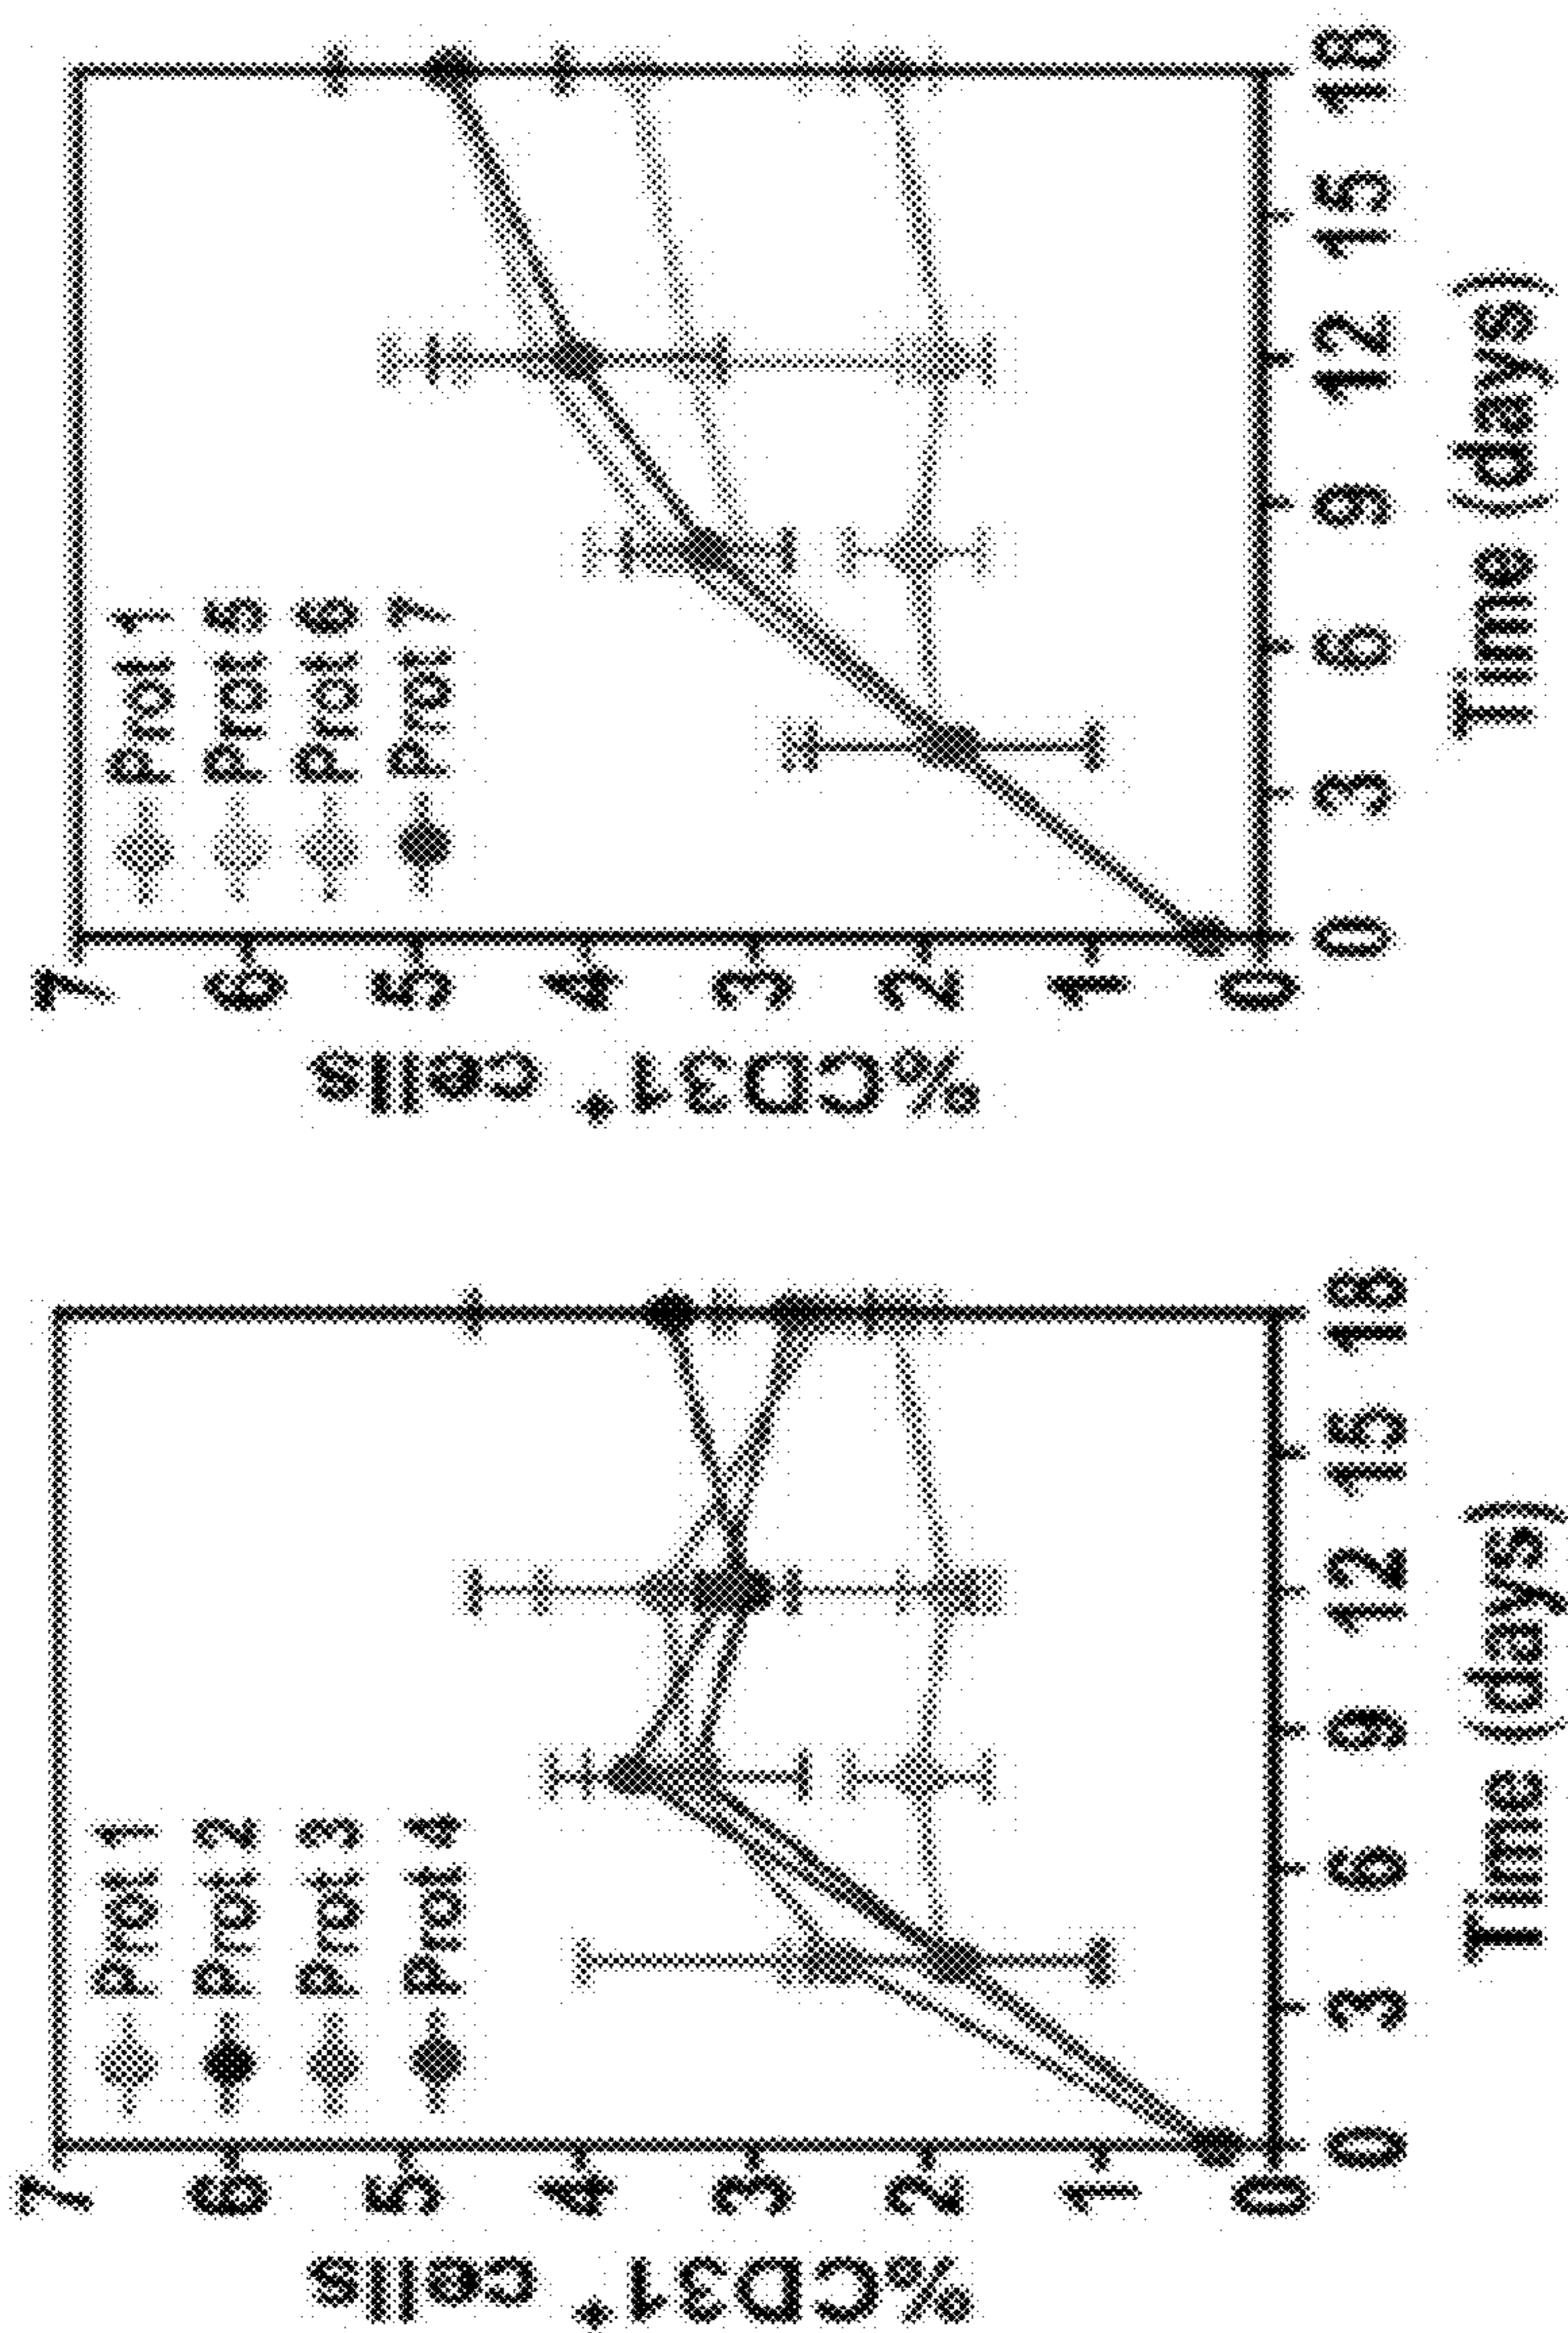 %CD31+ cells
7
6
5
4
3
2
1
0
Prot 1
Prot 2
Prot 3
Prot 4
0 3 6 9 12 15 18
Time (days)
%CD31+ cells
7
6
5
4
3
2
1
0
Prot 1
Prot 5
Prot 6
Prot 7
0 3 6 9 12 15 18
Time (days)